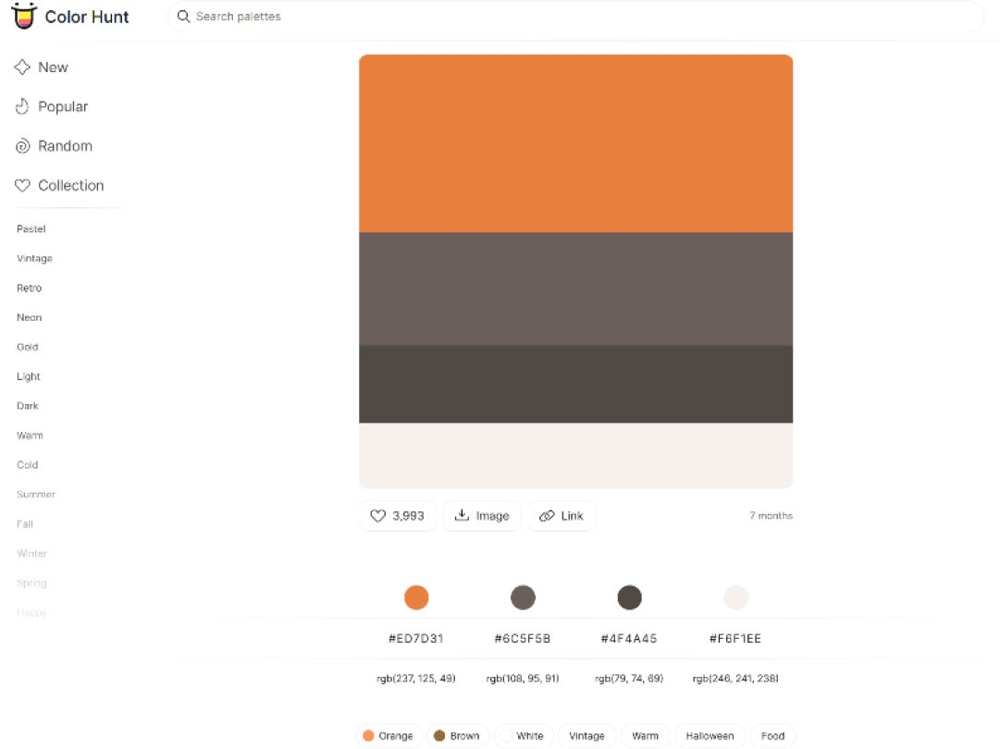 Color Hunt
Search palettes
New
Popular
Random
Collection
Pastel
Vintage
Retro
Neon
Gold
Light
Dark
Warm
Cold
Summer
Fall
Winter
Spring
Happy
3,993 Image Link 7 months
#ED7D31 #6C5F5B #4F4A45 #F6F1EE
rgb(237, 125, 49) rgb(108, 95, 91) rgb(79, 74, 69) rgb(246, 241, 238)
Orange Brown White Vintage Warm Halloween Food